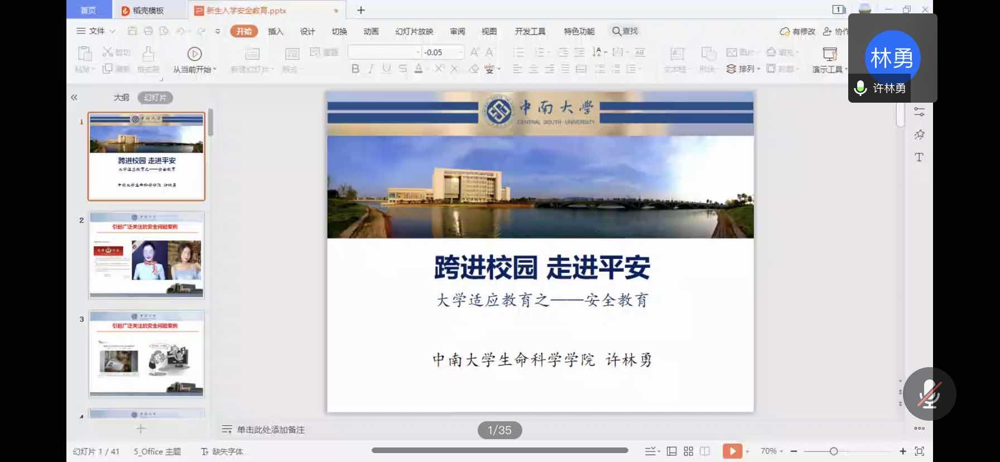 首页
稻壳模板
新生入学安全教育.pptx
文件
开始 插入 设计 切换 动画 幻灯片放映 审阅 视图 开发工具 特色功能 查找
有修改 协作
粘贴 剪切 复制 格式刷
从当前开始
新建幻灯片 版式 重置
-0.05
文本框 形状 图片 填充
排列 轮廓
演示工具
林勇
许林勇
大纲 幻灯片
1
中南大学
跨进校园 走进平安
大学适应教育之——安全教育
中南大学生命科学学院 许林勇
2
引起广泛关注的安全问题案例
3
引起广泛关注的安全问题案例
4
中南大学
CENTRAL SOUTH UNIVERSITY
跨进校园 走进平安
大学适应教育之——安全教育
中南大学生命科学学院 许林勇
单击此处添加备注
1/35
幻灯片 1 / 41
5_Office 主题
缺失字体
70%